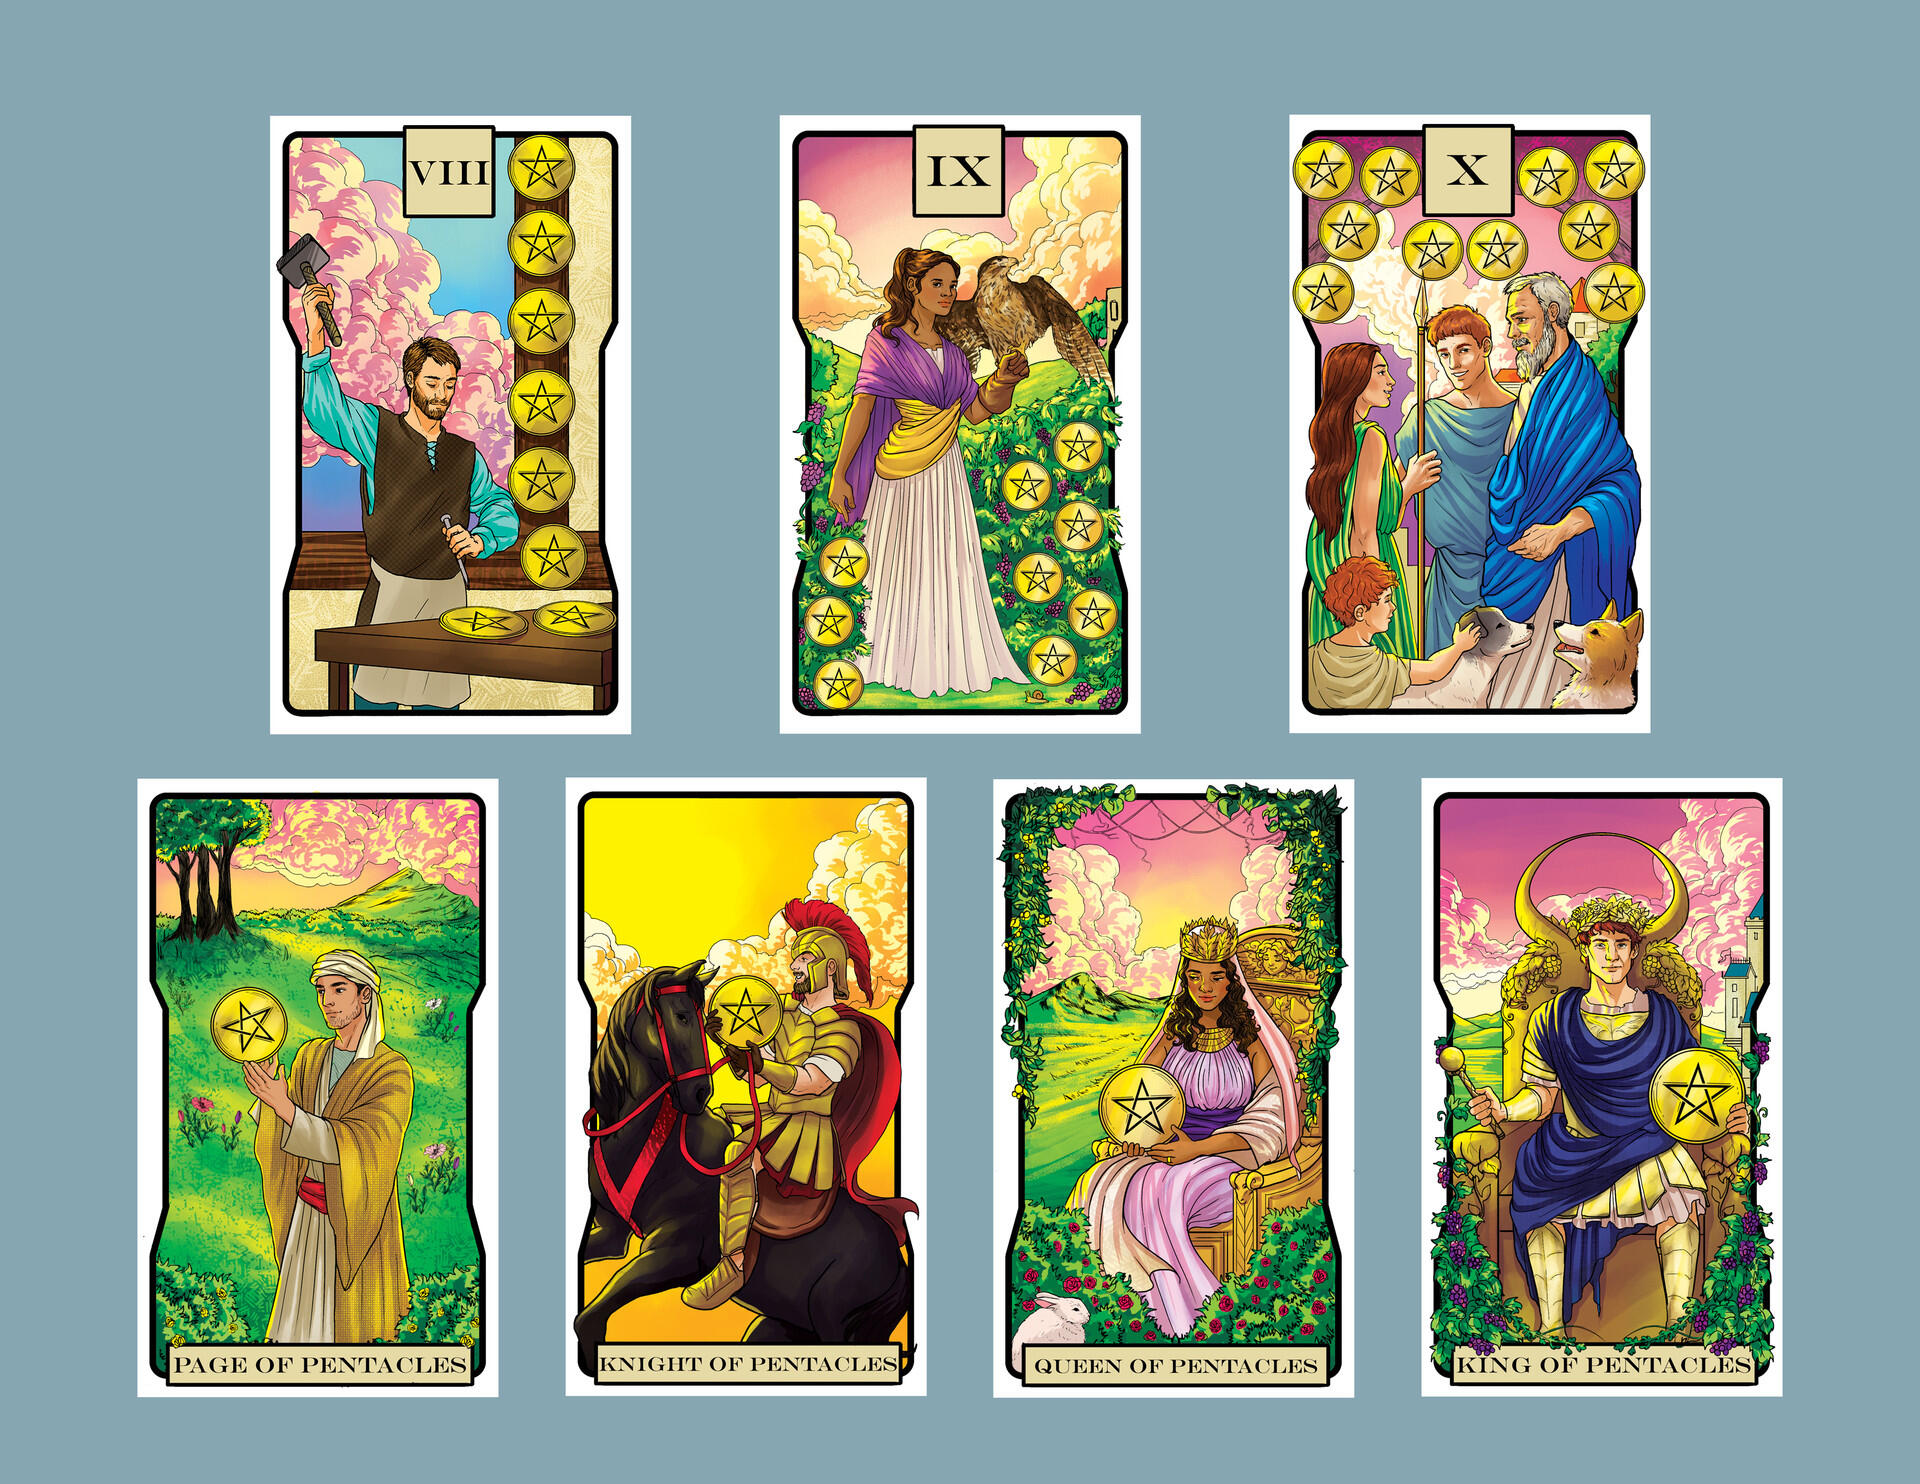 VIII
IX
X
PAGE OF PENTACLES
KNIGHT OF PENTACLES
QUEEN OF PENTACLES
KING OF PENTACLES